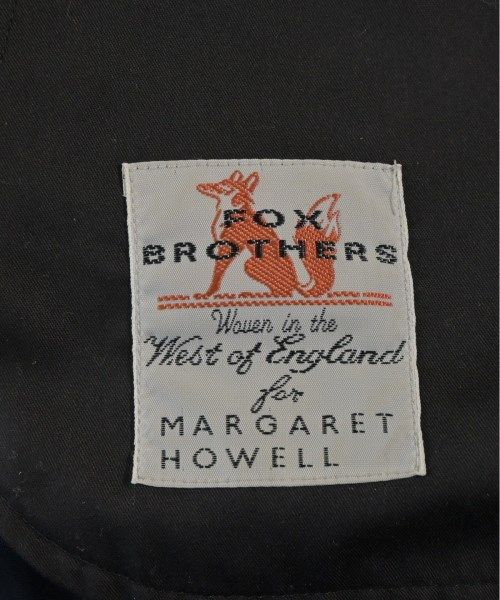 FOX
BROTHERS
Woven in the
West of England
for
MARGARET
HOWELL